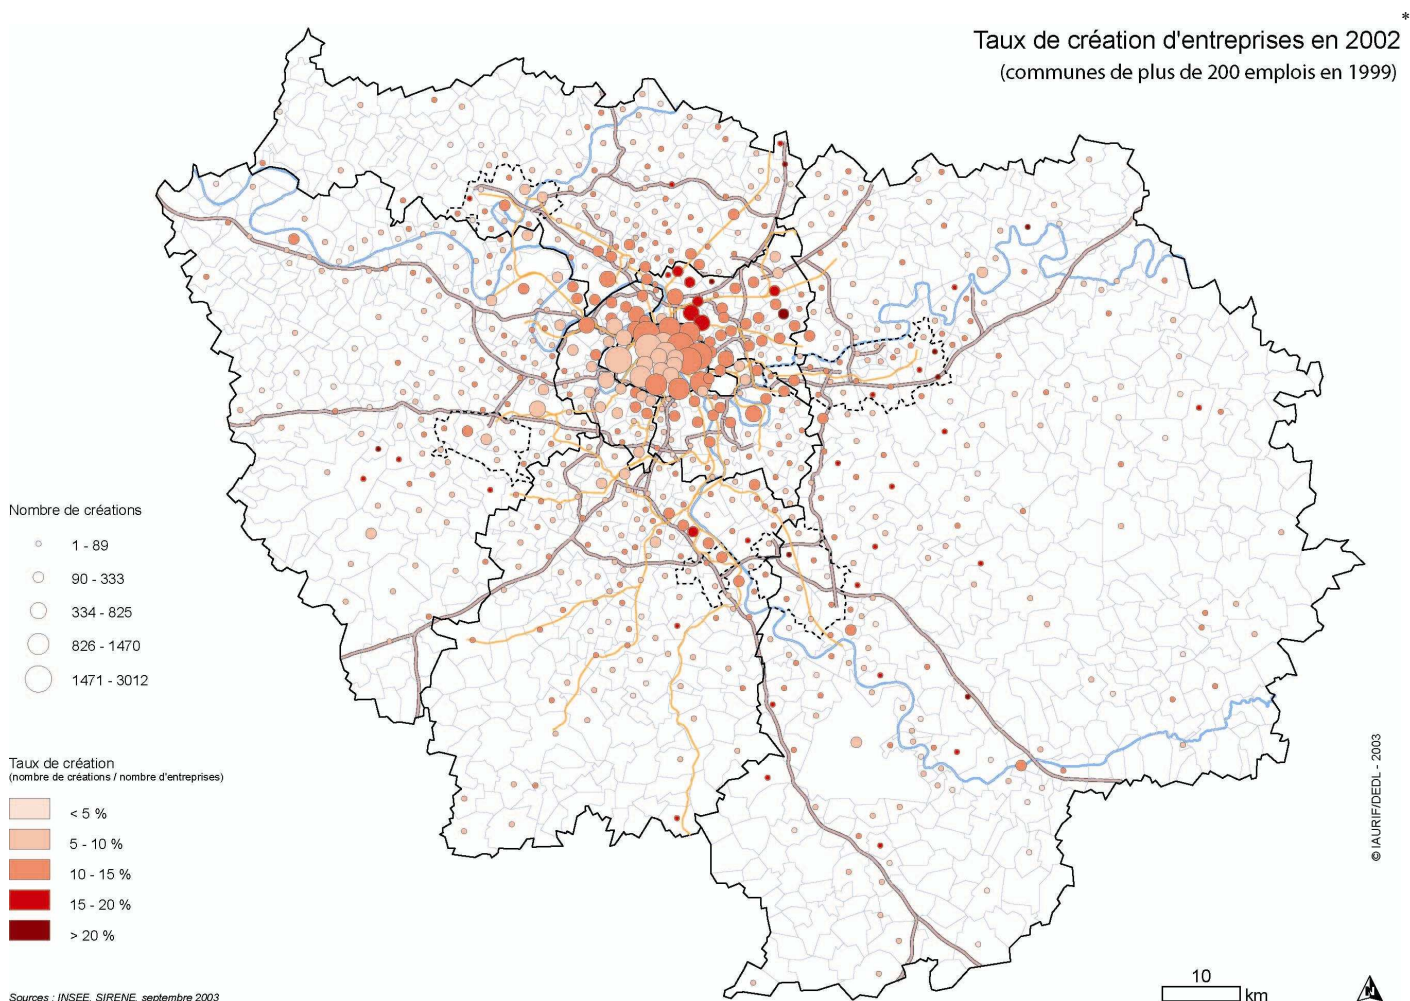 *
Taux de création d'entreprises en 2002
(communes de plus de 200 emplois en 1999)
Nombre de créations
1 - 89
90 - 333
334 - 825
826 - 1470
1471 - 3012
Taux de création
(nombre de créations / nombre d'entreprises)
< 5 %
5 - 10 %
10 - 15 %
15 - 20 %
> 20 %
Sources : INSEE, SIRENE, septembre 2003
© IAURIF/DEDL - 2003
10
km
N